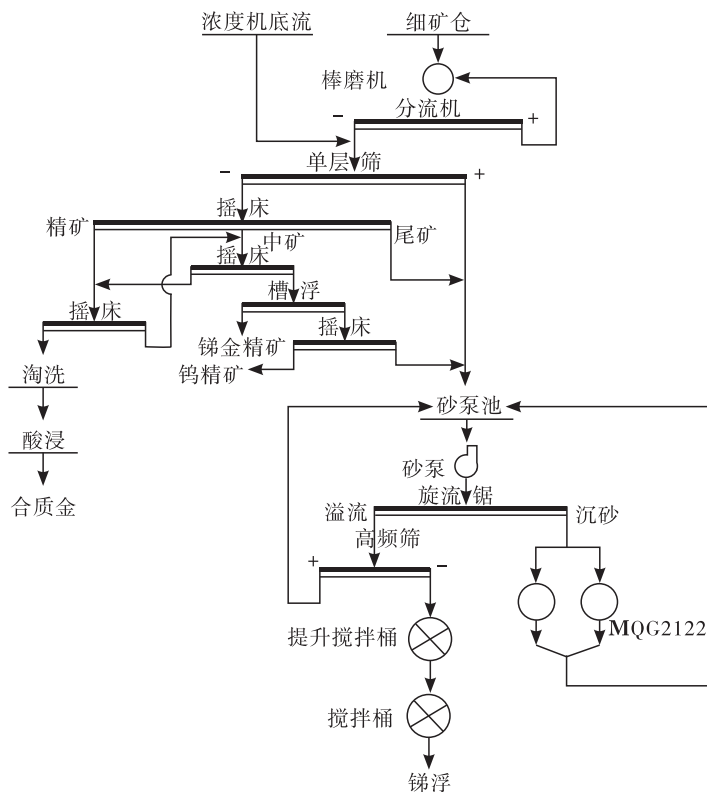 浓度机底流
细矿仓
棒磨机
分流机
- +
单层筛
- +
摇床
精矿
中矿
尾矿
摇床
槽浮
摇床
摇床
锑金精矿
钨精矿
淘洗
酸浸
合质金
砂泵池
砂泵
旋流锯
溢流
沉砂
高频筛
+ -
MQG2122
提升搅拌桶
搅拌桶
锑浮